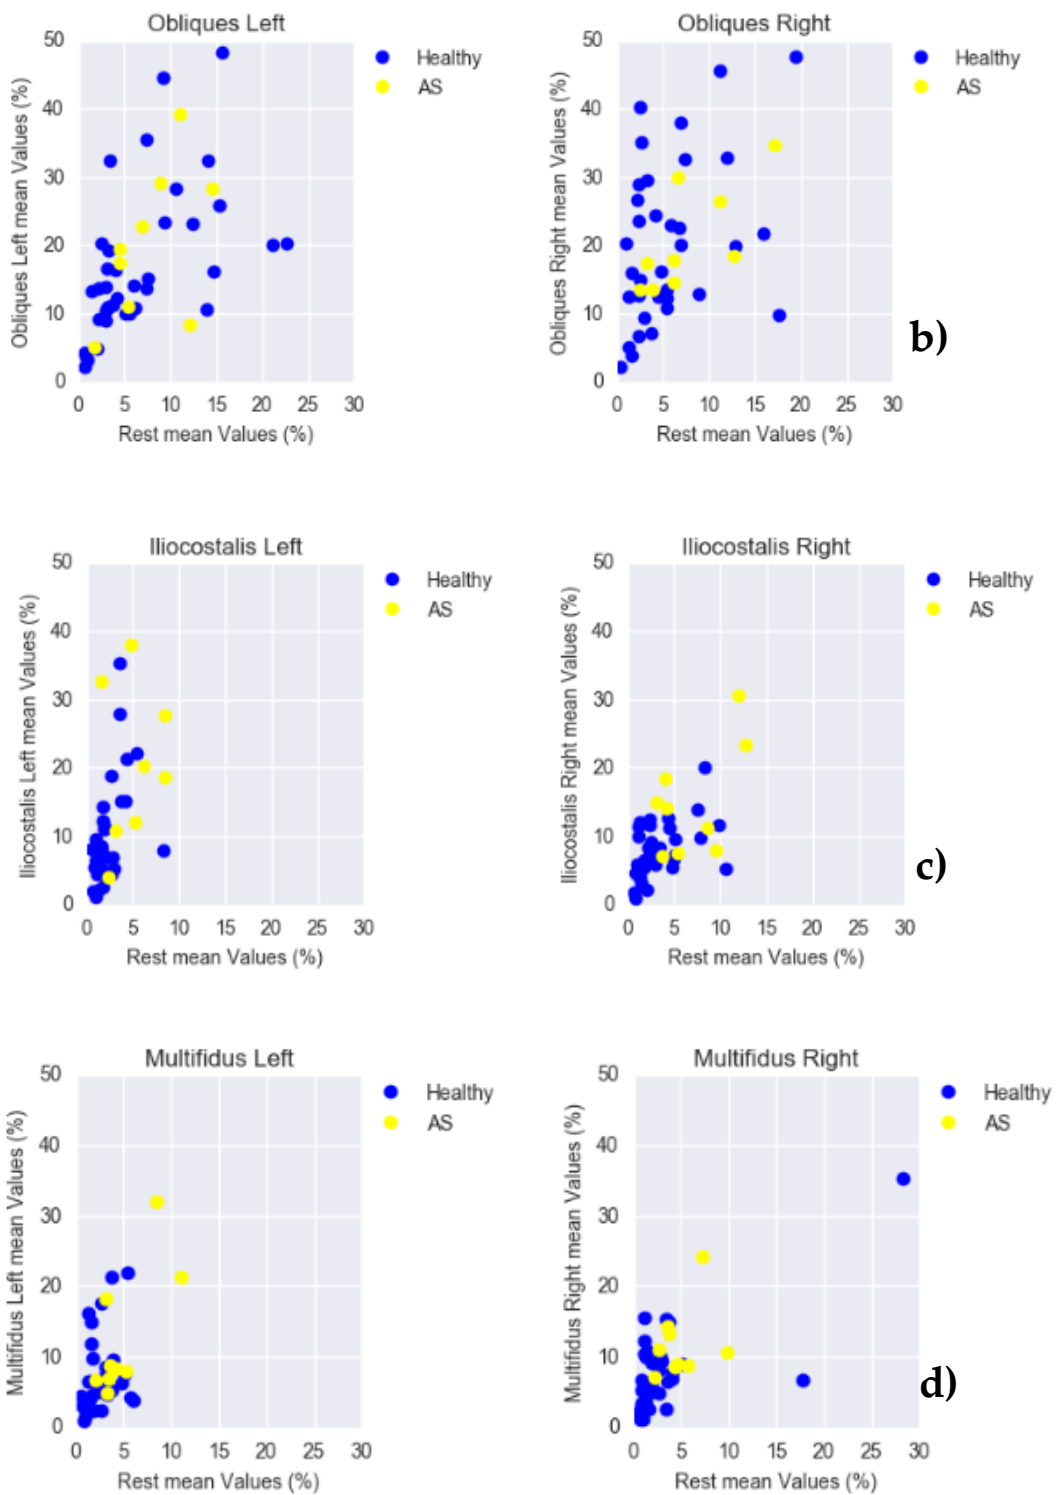 Obliques Left
50
40
30
20
10
0
Obliques Left mean Values (%)
0 5 10 15 20 25 30
Rest mean Values (%)
Healthy
AS
Obliques Right
50
40
30
20
10
0
Obliques Right mean Values (%)
0 5 10 15 20 25 30
Rest mean Values (%)
Healthy
AS
b)
Iliocostalis Left
50
40
30
20
10
0
Iliocostalis Left mean Values (%)
0 5 10 15 20 25 30
Rest mean Values (%)
Healthy
AS
Iliocostalis Right
50
40
30
20
10
0
Iliocostalis Right mean Values (%)
0 5 10 15 20 25 30
Rest mean Values (%)
Healthy
AS
c)
Multifidus Left
50
40
30
20
10
0
Multifidus Left mean Values (%)
0 5 10 15 20 25 30
Rest mean Values (%)
Healthy
AS
Multifidus Right
50
40
30
20
10
0
Multifidus Right mean Values (%)
0 5 10 15 20 25 30
Rest mean Values (%)
Healthy
AS
d)